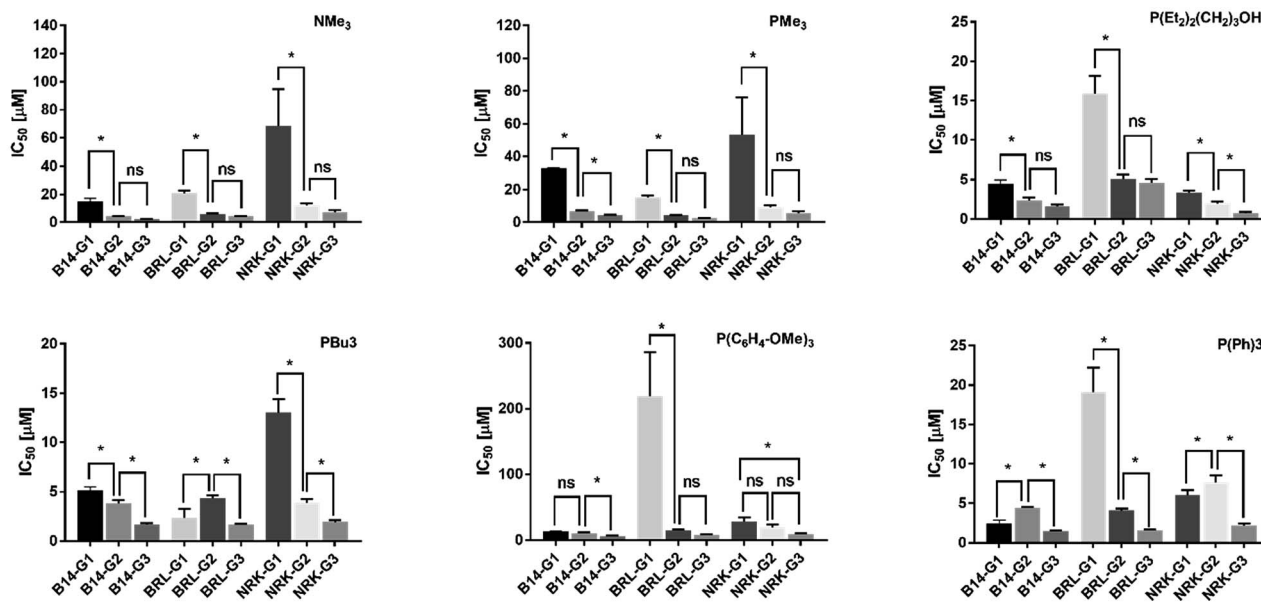 NMe3
IC50 [µM]
140
120
100
80
60
40
20
0
*
ns
*
ns
*
ns
B14-G1
B14-G2
B14-G3
BRL-G1
BRL-G2
BRL-G3
NRK-G1
NRK-G2
NRK-G3
PMe3
IC50 [µM]
120
100
80
60
40
20
0
*
*
*
ns
*
ns
B14-G1
B14-G2
B14-G3
BRL-G1
BRL-G2
BRL-G3
NRK-G1
NRK-G2
NRK-G3
P(Et2)2(CH2)3OH
IC50 [µM]
25
20
15
10
5
0
*
ns
*
ns
*
*
B14-G1
B14-G2
B14-G3
BRL-G1
BRL-G2
BRL-G3
NRK-G1
NRK-G2
NRK-G3
PBu3
IC50 [µM]
20
15
10
5
0
*
*
*
*
*
*
B14-G1
B14-G2
B14-G3
BRL-G1
BRL-G2
BRL-G3
NRK-G1
NRK-G2
NRK-G3
P(C6H4-OMe)3
IC50 [µM]
300
200
100
0
ns
*
*
ns
*
ns
ns
B14-G1
B14-G2
B14-G3
BRL-G1
BRL-G2
BRL-G3
NRK-G1
NRK-G2
NRK-G3
P(Ph)3
IC50 [µM]
25
20
15
10
5
0
*
*
*
*
*
*
B14-G1
B14-G2
B14-G3
BRL-G1
BRL-G2
BRL-G3
NRK-G1
NRK-G2
NRK-G3